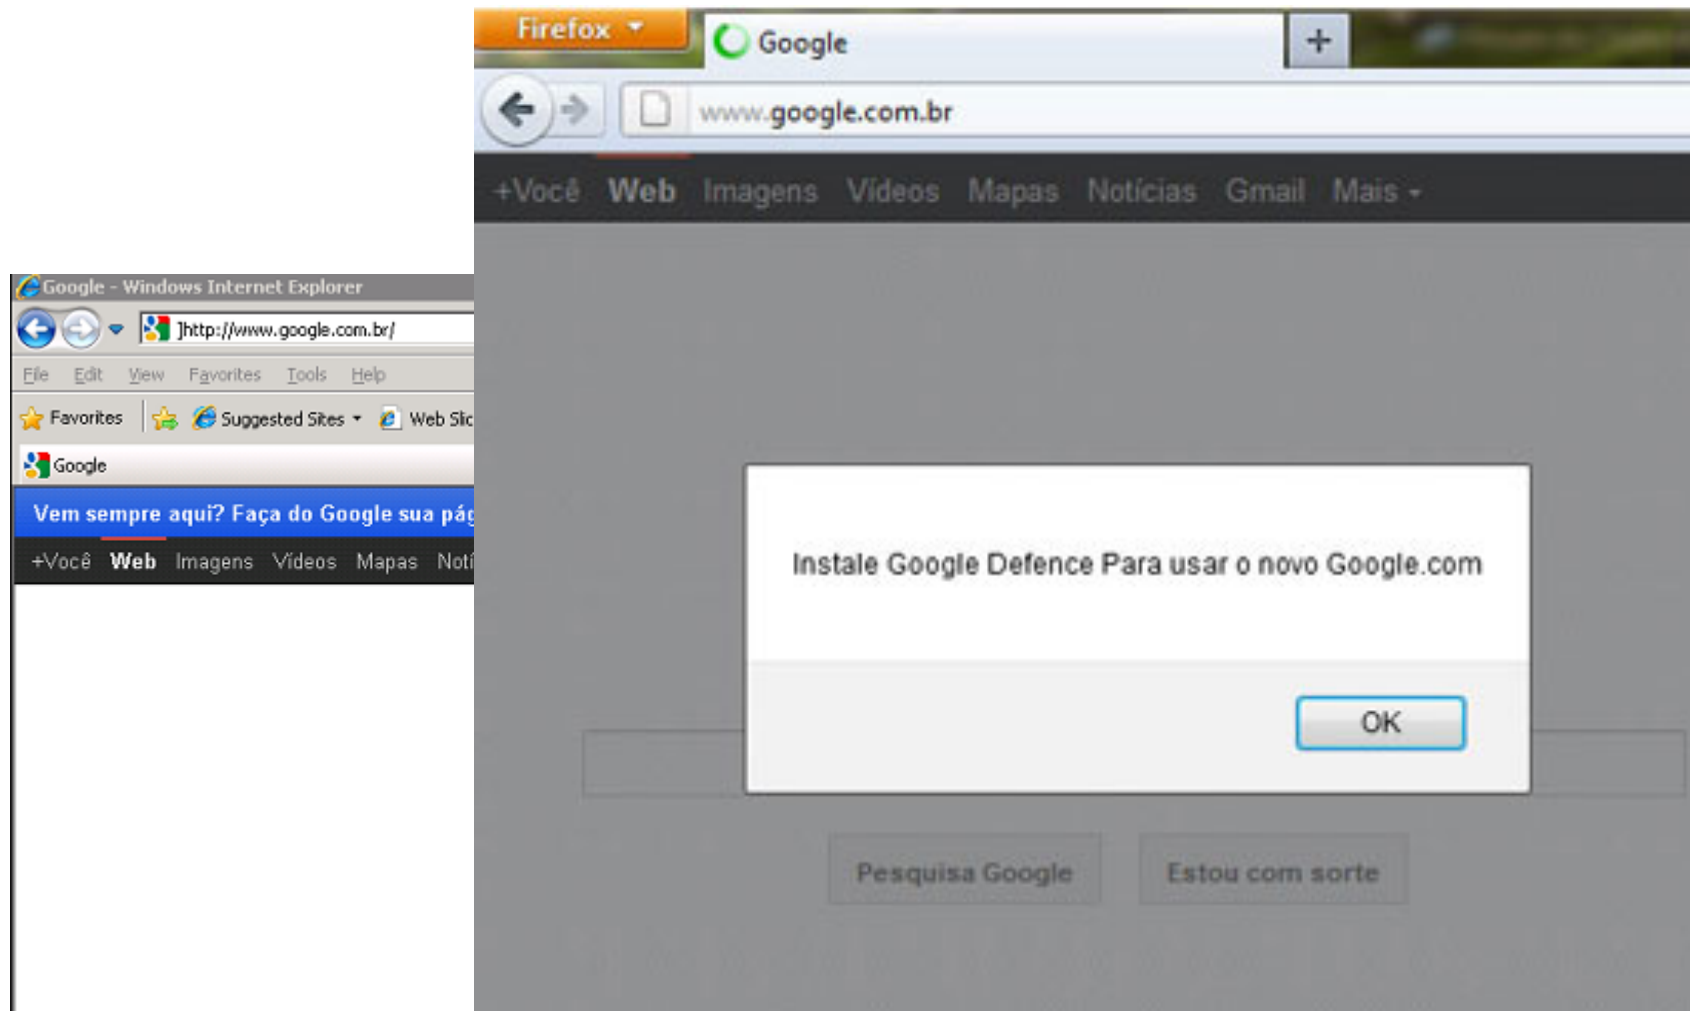 Firefox
Google
+
www.google.com.br
+Você Web Imagens Vídeos Mapas Notícias Gmail Mais
Google - Windows Internet Explorer
]http://www.google.com.br/
File Edit View Favorites Tools Help
Favorites Suggested Sites Web Slic
Google
Vem sempre aqui? Faça do Google sua pág
+Você Web Imagens Vídeos Mapas Notí
Instale Google Defence Para usar o novo Google.com
OK
Pesquisa Google Estou com sorte